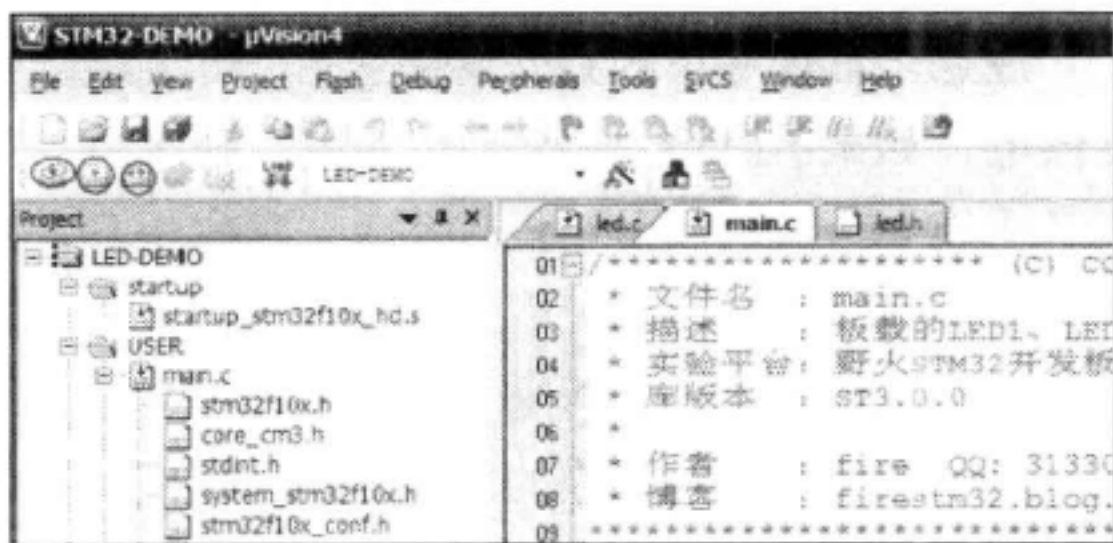 STM32-DEMO - μVision4
File Edit View Project Flash Debug Peripherals Tools SVCS Window Help
LED-DEMO
Project
led.c main.c led.h
LED-DEMO
startup
startup_stm32f10x_hd.s
USER
main.c
stm32f10x.h
core_cm3.h
stdint.h
system_stm32f10x.h
stm32f10x_conf.h
01 /********************* (C) CO
02 * 文件名 : main.c
03 * 描述 : 板载的LED1、LED
04 * 实验平台: 野火STM32开发板
05 * 库版本 : ST3.0.0
06 *
07 * 作者 : fire QQ: 31330
08 * 博客 : firestm32.blog.
09 ******************************